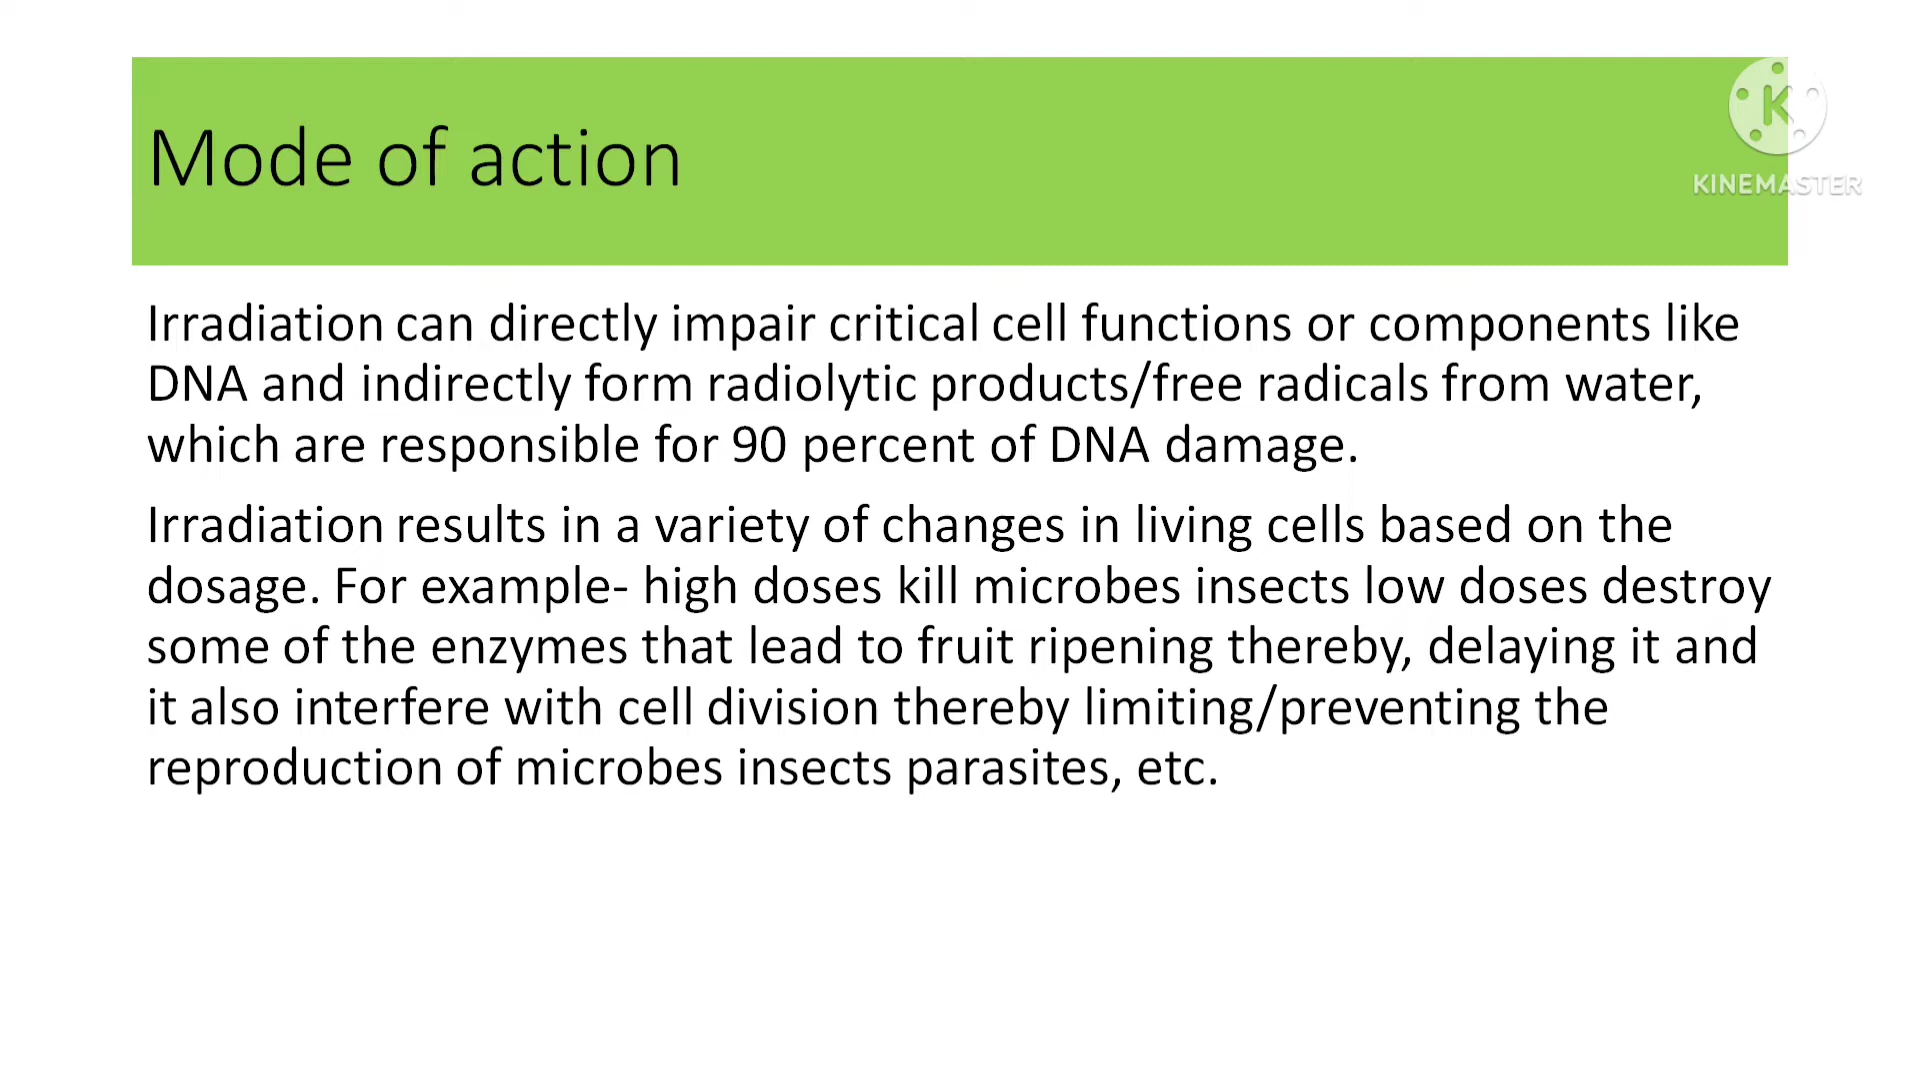 Mode of action
K
KINEMASTER
Irradiation can directly impair critical cell functions or components like
DNA and indirectly form radiolytic products/free radicals from water,
which are responsible for 90 percent of DNA damage.
Irradiation results in a variety of changes in living cells based on the
dosage. For example- high doses kill microbes insects low doses destroy
some of the enzymes that lead to fruit ripening thereby, delaying it and
it also interfere with cell division thereby limiting/preventing the
reproduction of microbes insects parasites, etc.